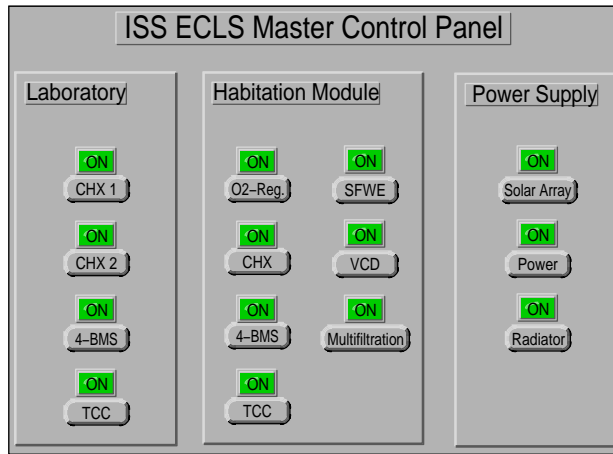 ISS ECLS Master Control Panel
Laboratory
ON
CHX 1
ON
CHX 2
ON
4−BMS
ON
TCC
Habitation Module
ON
O2−Reg.
ON
CHX
ON
4−BMS
ON
TCC
ON
SFWE
ON
VCD
ON
Multifiltration
Power Supply
ON
Solar Array
ON
Power
ON
Radiator